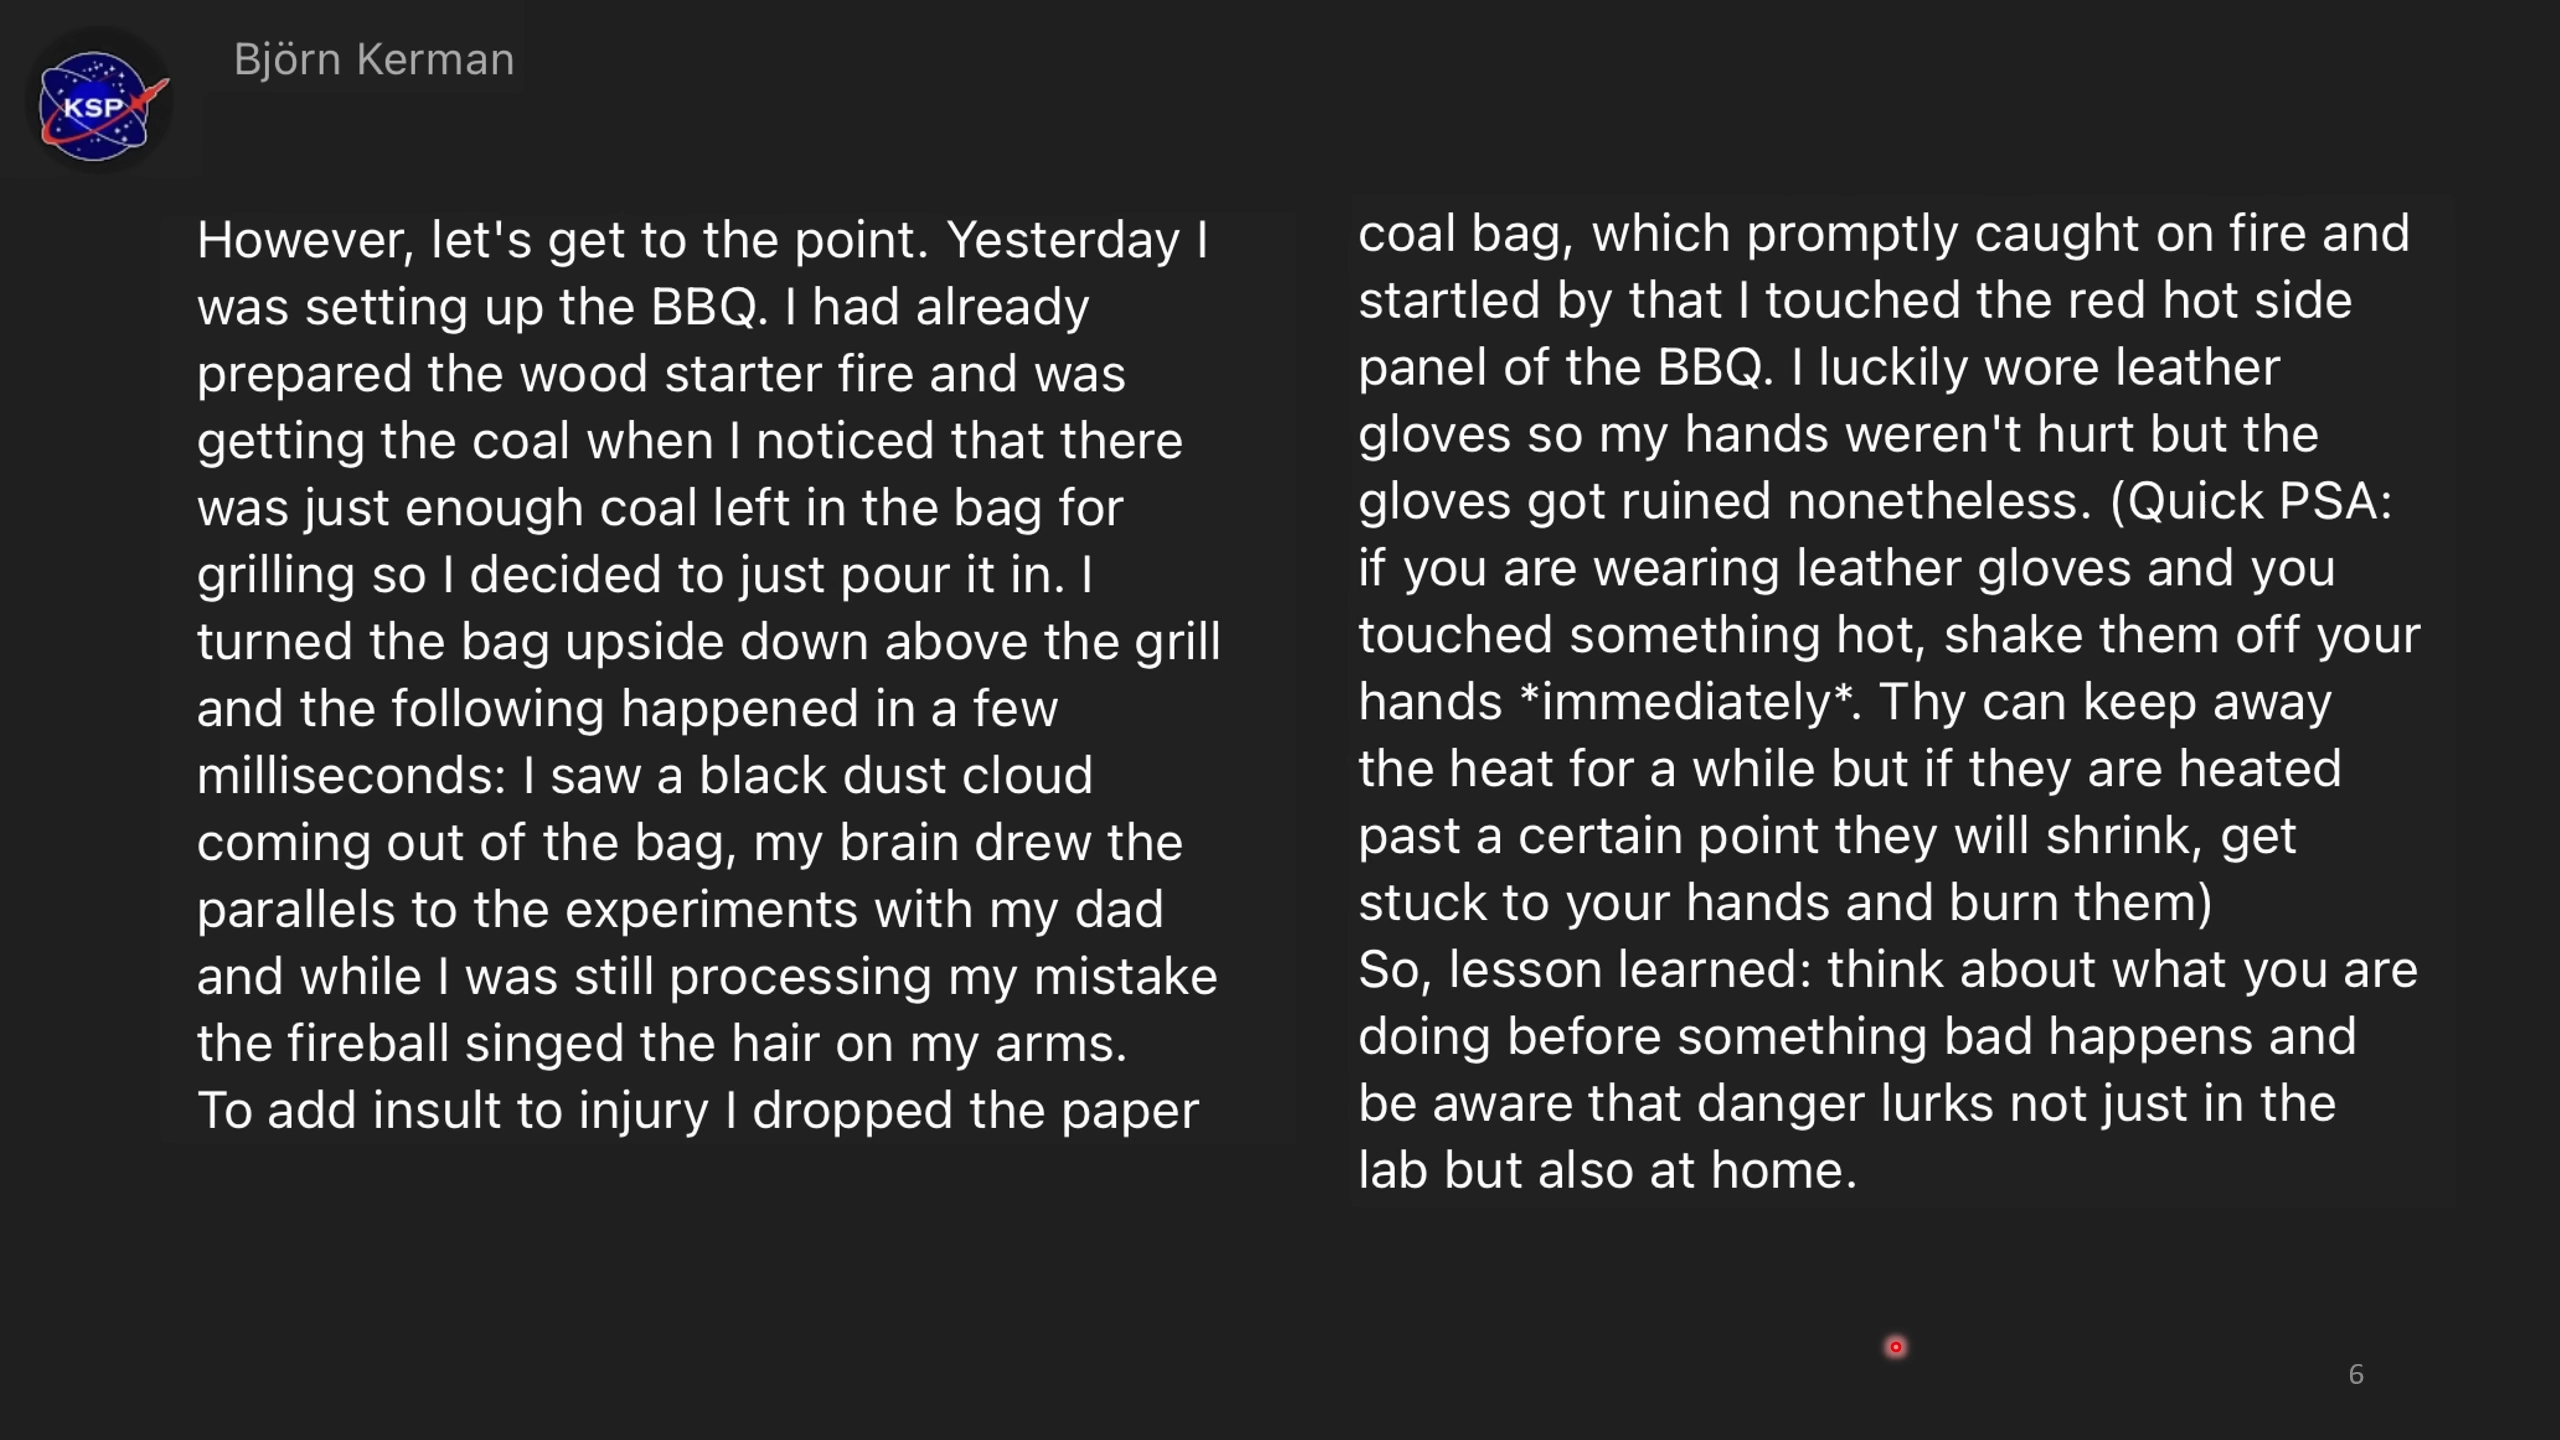 KSP
Björn Kerman
However, let's get to the point. Yesterday I
was setting up the BBQ. I had already
prepared the wood starter fire and was
getting the coal when I noticed that there
was just enough coal left in the bag for
grilling so I decided to just pour it in. I
turned the bag upside down above the grill
and the following happened in a few
milliseconds: I saw a black dust cloud
coming out of the bag, my brain drew the
parallels to the experiments with my dad
and while I was still processing my mistake
the fireball singed the hair on my arms.
To add insult to injury I dropped the paper
coal bag, which promptly caught on fire and
startled by that I touched the red hot side
panel of the BBQ. I luckily wore leather
gloves so my hands weren't hurt but the
gloves got ruined nonetheless. (Quick PSA:
if you are wearing leather gloves and you
touched something hot, shake them off your
hands *immediately*. Thy can keep away
the heat for a while but if they are heated
past a certain point they will shrink, get
stuck to your hands and burn them)
So, lesson learned: think about what you are
doing before something bad happens and
be aware that danger lurks not just in the
lab but also at home.
6